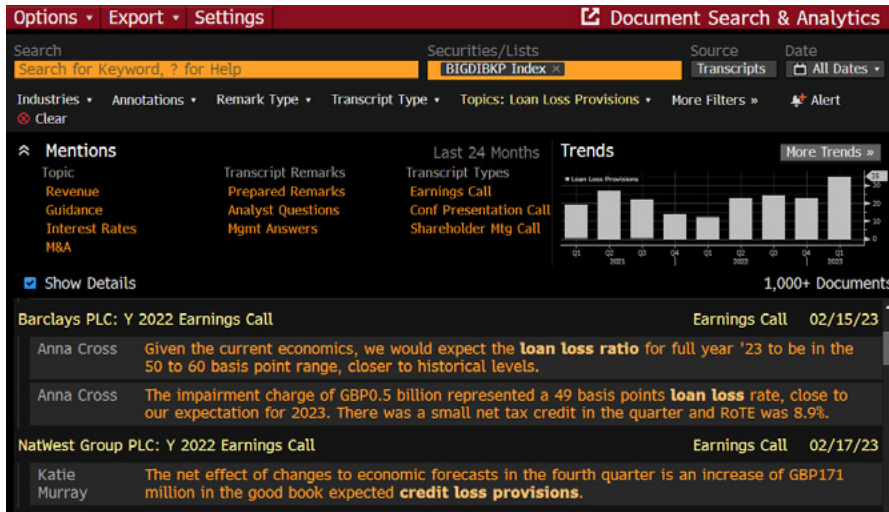 Options Export Settings Document Search & Analytics
Search Securities/Lists Source Date
Search for Keyword, ? for Help BIGDIBKP Index × Transcripts All Dates
Industries Annotations Remark Type Transcript Type Topics: Loan Loss Provisions More Filters » Alert
Clear
Mentions Last 24 Months Trends More Trends »
Topic Transcript Remarks Transcript Types
Revenue Prepared Remarks Earnings Call
Guidance Analyst Questions Conf Presentation Call
Interest Rates Mgmt Answers Shareholder Mtg Call
M&A
Loan Loss Provisions
35
30
20
10
0
Q1 Q2 Q3 Q4 Q1 Q2 Q3 Q4 Q1
2021 2022 2023
Show Details 1,000+ Documents
Barclays PLC: Y 2022 Earnings Call Earnings Call 02/15/23
Anna Cross Given the current economics, we would expect the loan loss ratio for full year '23 to be in the
50 to 60 basis point range, closer to historical levels.
Anna Cross The impairment charge of GBP0.5 billion represented a 49 basis points loan loss rate, close to
our expectation for 2023. There was a small net tax credit in the quarter and RoTE was 8.9%.
NatWest Group PLC: Y 2022 Earnings Call Earnings Call 02/17/23
Katie The net effect of changes to economic forecasts in the fourth quarter is an increase of GBP171
Murray million in the good book expected credit loss provisions.